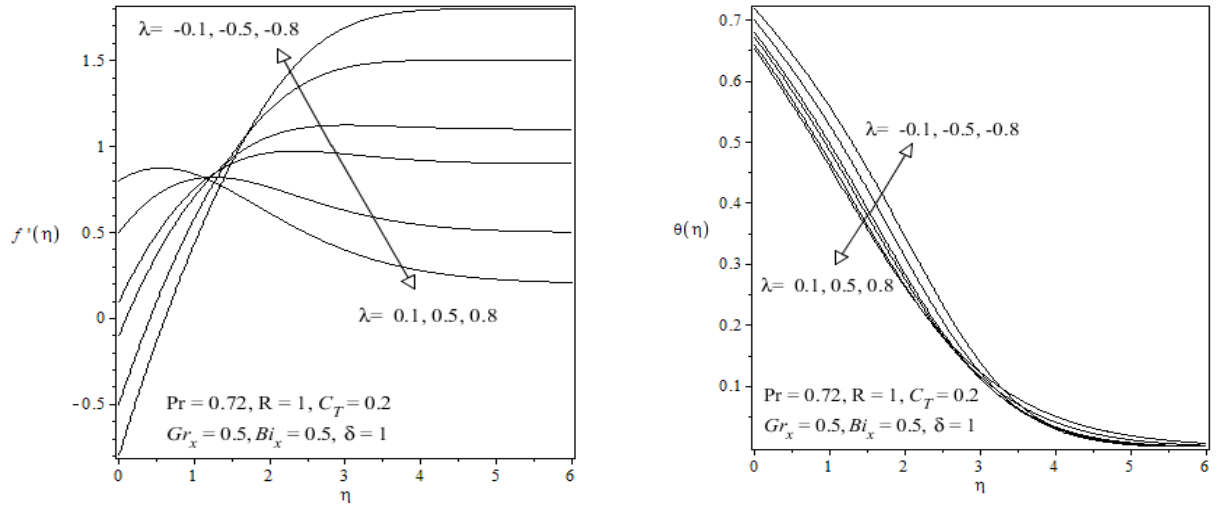 λ= -0.1, -0.5, -0.8
1.5
1
f '(η)
0.5
0
-0.5
λ= 0.1, 0.5, 0.8
Pr = 0.72, R = 1, C_T = 0.2
Gr_x = 0.5, Bi_x = 0.5, δ = 1
0 1 2 3 4 5 6
η
0.7
0.6
0.5
0.4
θ(η)
0.3
0.2
0.1
λ= -0.1, -0.5, -0.8
λ= 0.1, 0.5, 0.8
Pr = 0.72, R = 1, C_T = 0.2
Gr_x = 0.5, Bi_x = 0.5, δ = 1
0 1 2 3 4 5 6
η